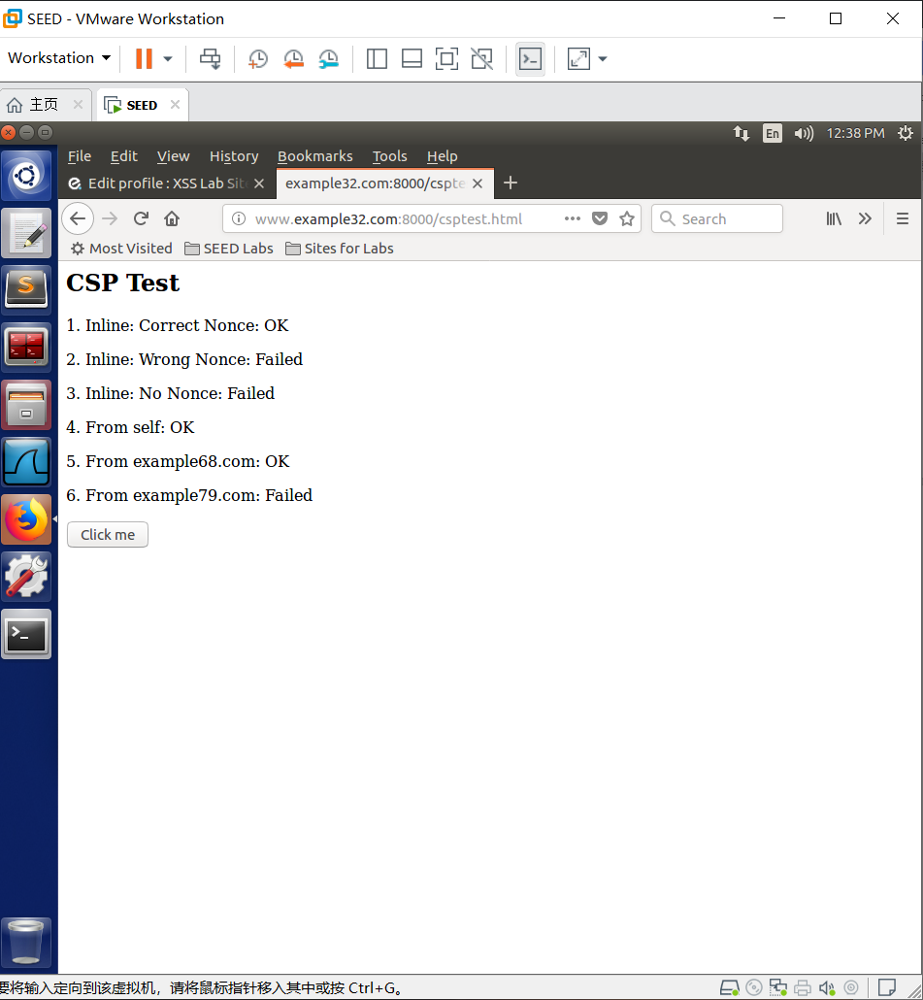 SEED - VMware Workstation
Workstation
主页
SEED
En
12:38 PM
File Edit View History Bookmarks Tools Help
Edit profile : XSS Lab Site
example32.com:8000/cspte
www.example32.com:8000/csptest.html
Search
Most Visited SEED Labs Sites for Labs
CSP Test
1. Inline: Correct Nonce: OK
2. Inline: Wrong Nonce: Failed
3. Inline: No Nonce: Failed
4. From self: OK
5. From example68.com: OK
6. From example79.com: Failed
Click me
要将输入定向到该虚拟机，请将鼠标指针移入其中或按 Ctrl+G。